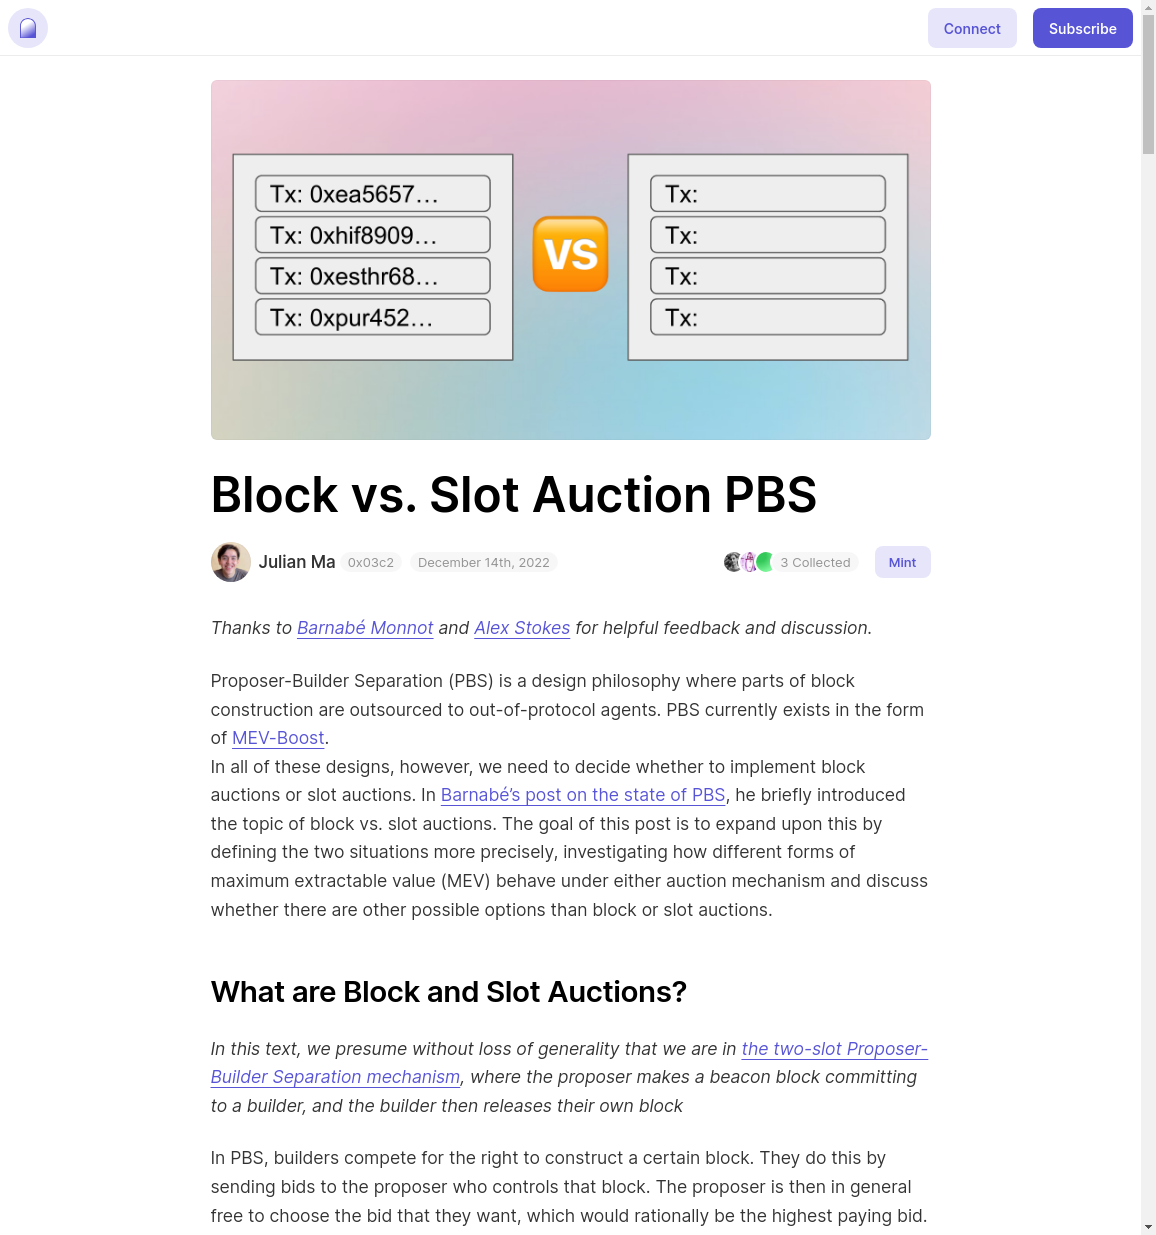 Connect
Subscribe
Tx: 0xea5657...
Tx: 0xhif8909...
Tx: 0xesthr68...
Tx: 0xpur452...
VS
Tx:
Tx:
Tx:
Tx:
Block vs. Slot Auction PBS
Julian Ma 0x03c2 December 14th, 2022
3 Collected
Mint
Thanks to Barnabé Monnot and Alex Stokes for helpful feedback and discussion.
Proposer-Builder Separation (PBS) is a design philosophy where parts of block
construction are outsourced to out-of-protocol agents. PBS currently exists in the form
of MEV-Boost.
In all of these designs, however, we need to decide whether to implement block
auctions or slot auctions. In Barnabé’s post on the state of PBS, he briefly introduced
the topic of block vs. slot auctions. The goal of this post is to expand upon this by
defining the two situations more precisely, investigating how different forms of
maximum extractable value (MEV) behave under either auction mechanism and discuss
whether there are other possible options than block or slot auctions.
What are Block and Slot Auctions?
In this text, we presume without loss of generality that we are in the two-slot Proposer-
Builder Separation mechanism, where the proposer makes a beacon block committing
to a builder, and the builder then releases their own block
In PBS, builders compete for the right to construct a certain block. They do this by
sending bids to the proposer who controls that block. The proposer is then in general
free to choose the bid that they want, which would rationally be the highest paying bid.